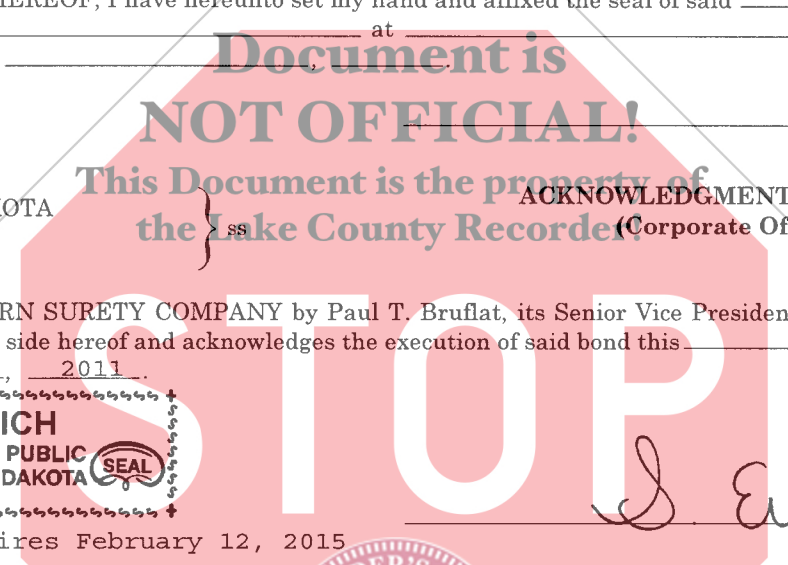 HEREOF, I have hereunto set my hand and affixed the seal of said
at
,
Document is
NOT OFFICIAL!
This Document is the property of
the Lake County Recorder!
KOTA
} ss
ACKNOWLEDGMENT
(Corporate Of
STOP
RN SURETY COMPANY by Paul T. Bruflat, its Senior Vice Presiden
side hereof and acknowledges the execution of said bond this
, 2011 .
ICH
PUBLIC
DAKOTA
SEAL
S. E
ires February 12, 2015